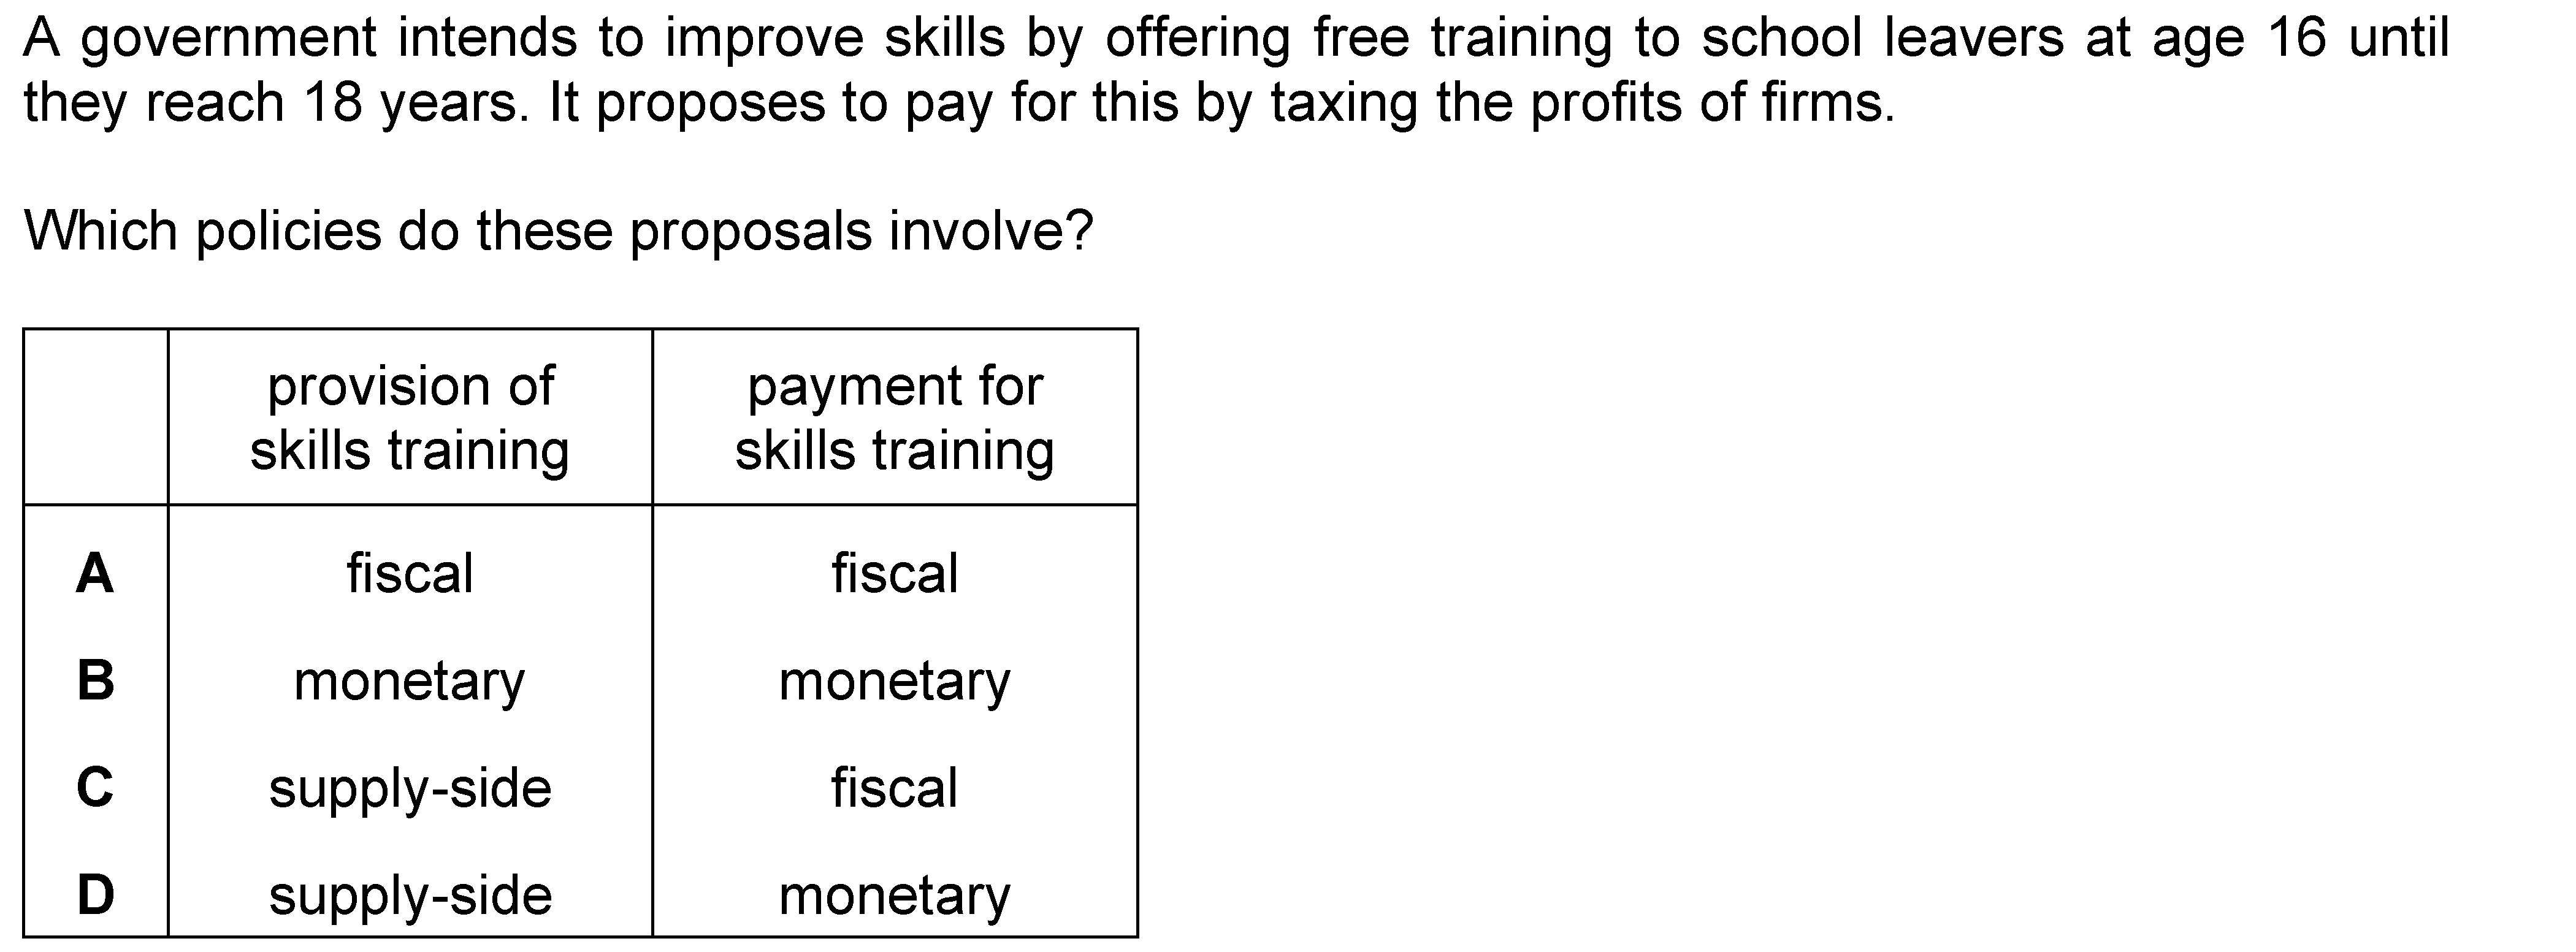 A government intends to improve skills by offering free training to school leavers at age 16 until
they reach 18 years. It proposes to pay for this by taxing the profits of firms.
Which policies do these proposals involve?
provision of skills training payment for skills training
A fiscal fiscal
B monetary monetary
C supply-side fiscal
D supply-side monetary